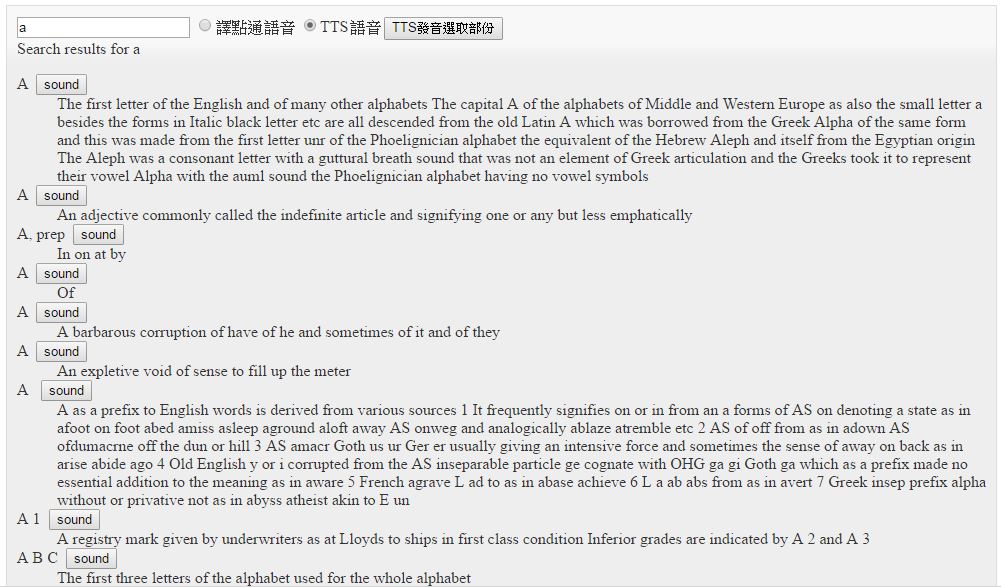 a 譯點通語音 TTS語音 TTS發音選取部份
Search results for a
A sound
The first letter of the English and of many other alphabets The capital A of the alphabets of Middle and Western Europe as also the small letter a
besides the forms in Italic black letter etc are all descended from the old Latin A which was borrowed from the Greek Alpha of the same form
and this was made from the first letter unr of the Phoelignician alphabet the equivalent of the Hebrew Aleph and itself from the Egyptian origin
The Aleph was a consonant letter with a guttural breath sound that was not an element of Greek articulation and the Greeks took it to represent
their vowel Alpha with the auml sound the Phoelignician alphabet having no vowel symbols
A sound
An adjective commonly called the indefinite article and signifying one or any but less emphatically
A, prep sound
In on at by
A sound
Of
A sound
A barbarous corruption of have of he and sometimes of it and of they
A sound
An expletive void of sense to fill up the meter
A sound
A as a prefix to English words is derived from various sources 1 It frequently signifies on or in from an a forms of AS on denoting a state as in
afoot on foot abed amiss asleep aground aloft away AS onweg and analogically ablaze atremble etc 2 AS of off from as in adown AS
ofdumacrne off the dun or hill 3 AS amacr Goth us ur Ger er usually giving an intensive force and sometimes the sense of away on back as in
arise abide ago 4 Old English y or i corrupted from the AS inseparable particle ge cognate with OHG ga gi Goth ga which as a prefix made no
essential addition to the meaning as in aware 5 French agrave L ad to as in abase achieve 6 L a ab abs from as in avert 7 Greek insep prefix alpha
without or privative not as in abyss atheist akin to E un
A 1 sound
A registry mark given by underwriters as at Lloyds to ships in first class condition Inferior grades are indicated by A 2 and A 3
A B C sound
The first three letters of the alphabet used for the whole alphabet